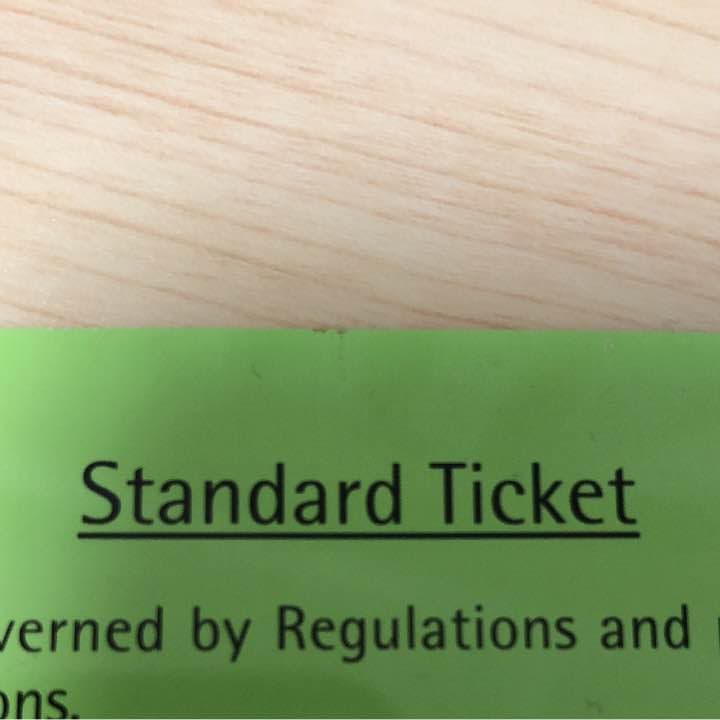 Standard Ticket
verned by Regulations and
ons.